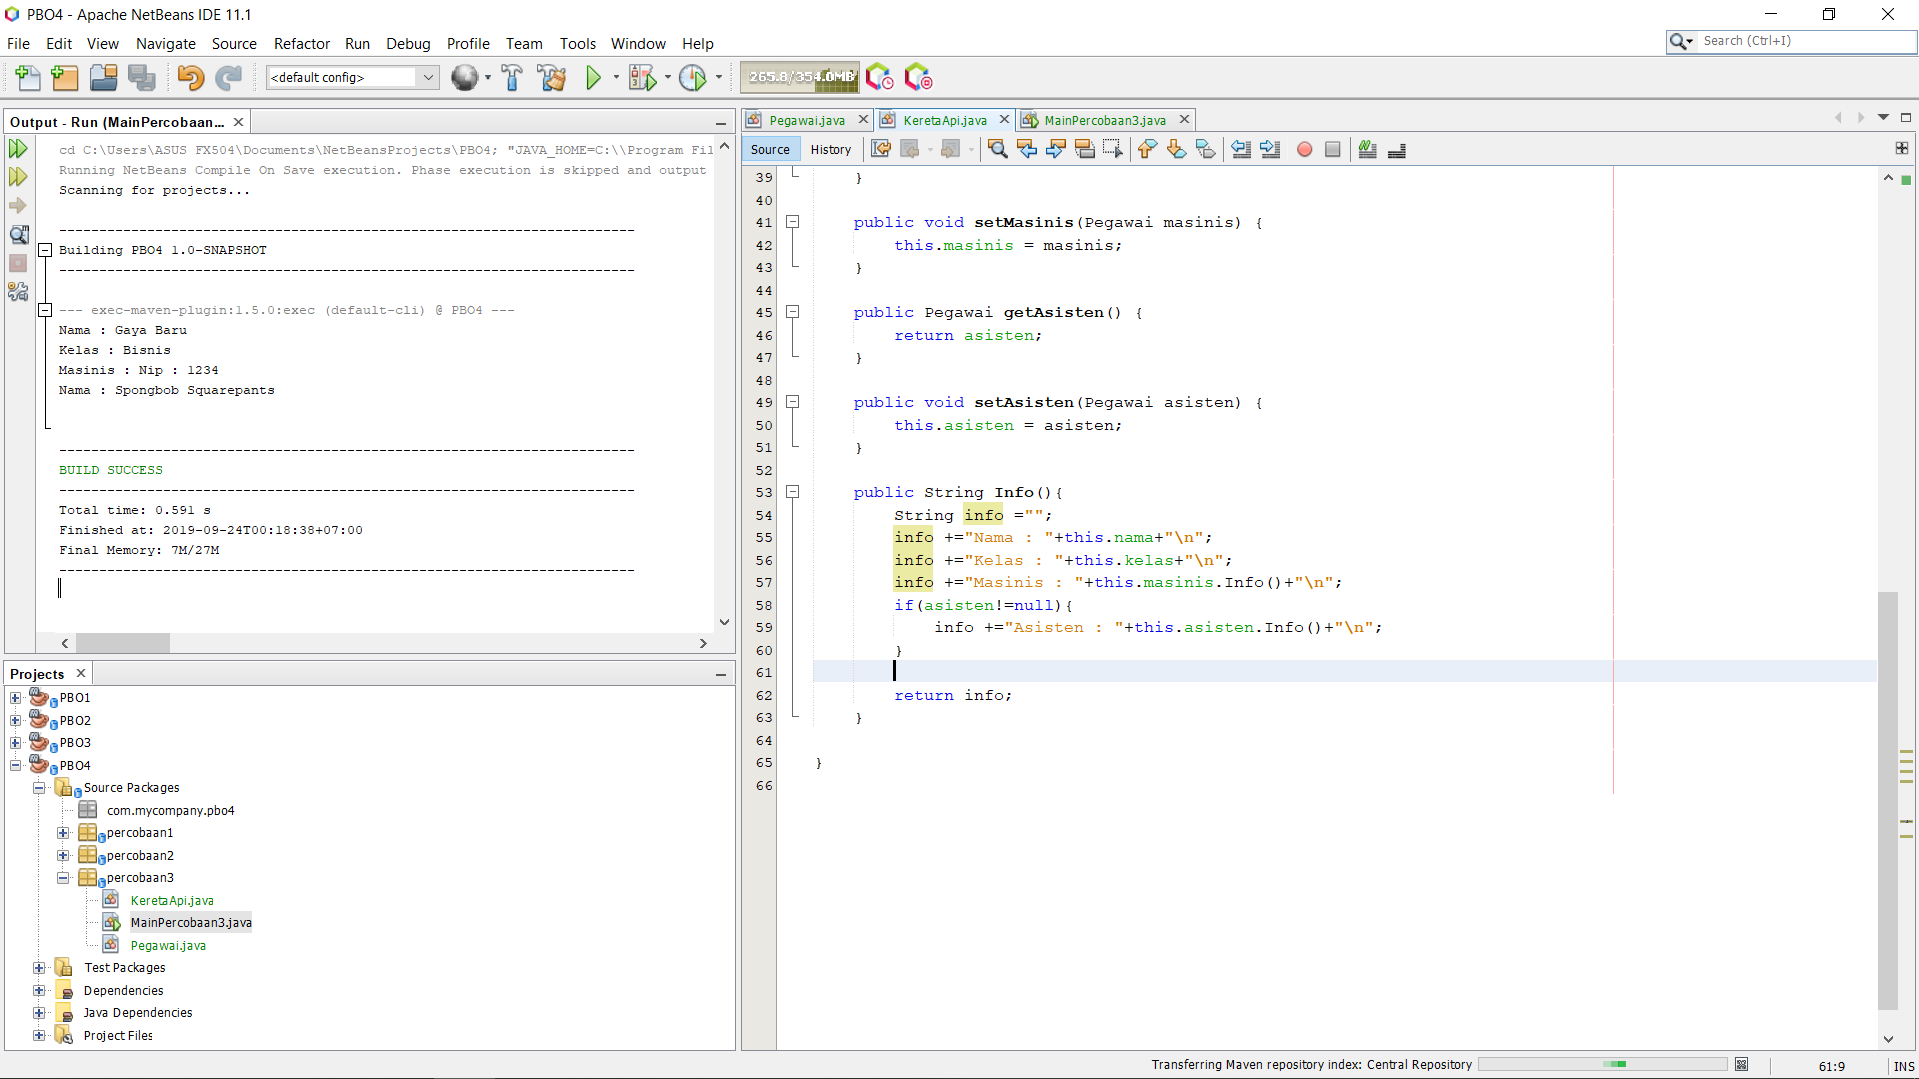 PBO4 - Apache NetBeans IDE 11.1
File Edit View Navigate Source Refactor Run Debug Profile Team Tools Window Help
Search (Ctrl+I)
<default config>
265.8/354.0MB
Output - Run (MainPercobaan...
cd C:\Users\ASUS FX504\Documents\NetBeansProjects\PBO4; "JAVA_HOME=C:\\Program Fil
Running NetBeans Compile On Save execution. Phase execution is skipped and output
Scanning for projects...
------------------------------------------------------------------------
Building PBO4 1.0-SNAPSHOT
------------------------------------------------------------------------
--- exec-maven-plugin:1.5.0:exec (default-cli) @ PBO4 ---
Nama : Gaya Baru
Kelas : Bisnis
Masinis : Nip : 1234
Nama : Spongbob Squarepants
------------------------------------------------------------------------
BUILD SUCCESS
------------------------------------------------------------------------
Total time: 0.591 s
Finished at: 2019-09-24T00:18:38+07:00
Final Memory: 7M/27M
------------------------------------------------------------------------
Projects
PBO1
PBO2
PBO3
PBO4
Source Packages
com.mycompany.pbo4
percobaan1
percobaan2
percobaan3
KeretaApi.java
MainPercobaan3.java
Pegawai.java
Test Packages
Dependencies
Java Dependencies
Project Files
Pegawai.java KeretaApi.java MainPercobaan3.java
Source History
39 }
40
41 public void setMasinis(Pegawai masinis) {
42 this.masinis = masinis;
43 }
44
45 public Pegawai getAsisten() {
46 return asisten;
47 }
48
49 public void setAsisten(Pegawai asisten) {
50 this.asisten = asisten;
51 }
52
53 public String Info(){
54 String info ="";
55 info +="Nama : "+this.nama+"\n";
56 info +="Kelas : "+this.kelas+"\n";
57 info +="Masinis : "+this.masinis.Info()+"\n";
58 if(asisten!=null){
59 info +="Asisten : "+this.asisten.Info()+"\n";
60 }
61
62 return info;
63 }
64
65 }
66
Transferring Maven repository index: Central Repository
61:9 INS